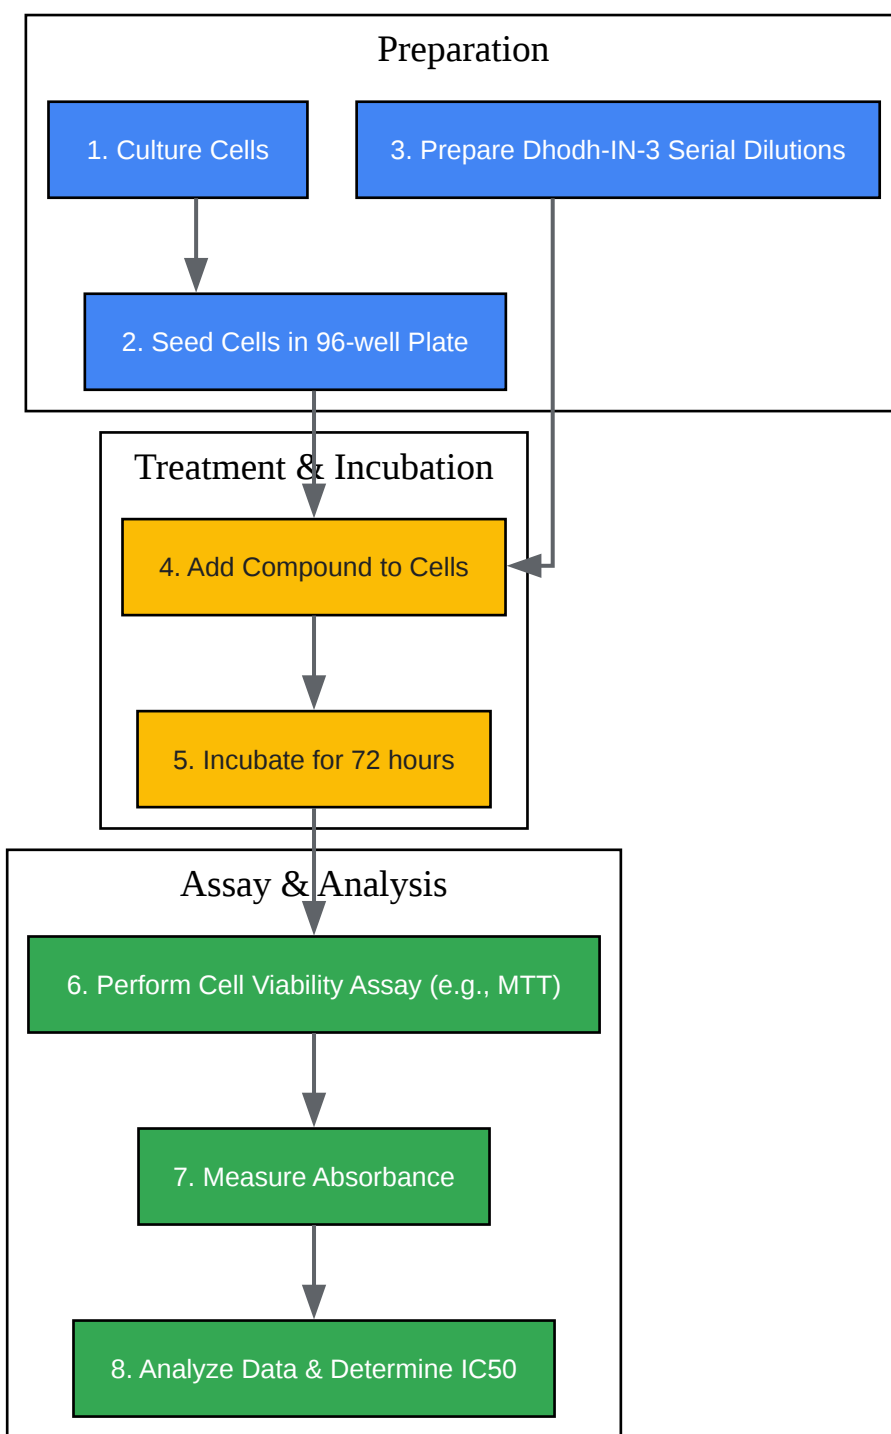 Preparation
1. Culture Cells
3. Prepare Dhodh-IN-3 Serial Dilutions
2. Seed Cells in 96-well Plate
Treatment & Incubation
4. Add Compound to Cells
5. Incubate for 72 hours
Assay & Analysis
6. Perform Cell Viability Assay (e.g., MTT)
7. Measure Absorbance
8. Analyze Data & Determine IC50